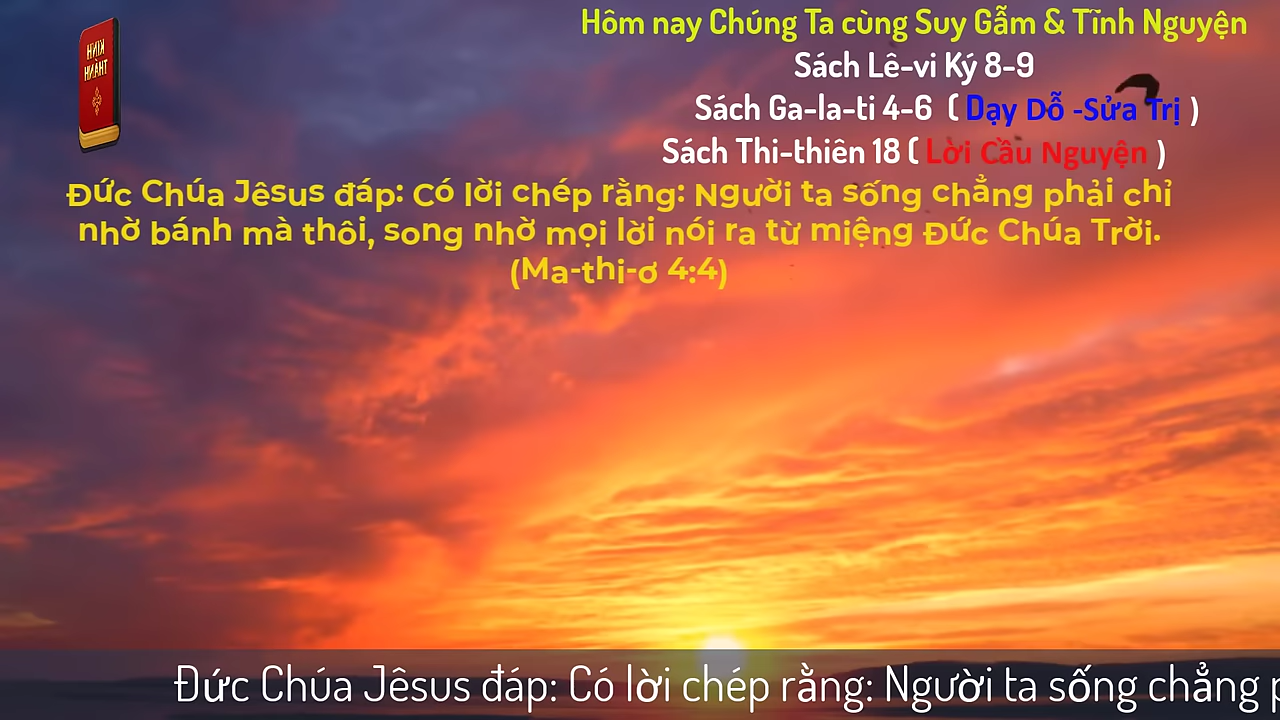 KINH
THÁNH
Hôm nay Chúng Ta cùng Suy Gẫm & Tĩnh Nguyện
Sách Lê-vi Ký 8-9
Sách Ga-la-ti 4-6 ( Dạy Dỗ -Sửa Trị )
Sách Thi-thiên 18 ( Lời Cầu Nguyện )
Đức Chúa Jêsus đáp: Có lời chép rằng: Người ta sống chẳng phải chỉ
nhờ bánh mà thôi, song nhờ mọi lời nói ra từ miệng Đức Chúa Trời.
(Ma-thi-ơ 4:4)
Đức Chúa Jêsus đáp: Có lời chép rằng: Người ta sống chẳng p